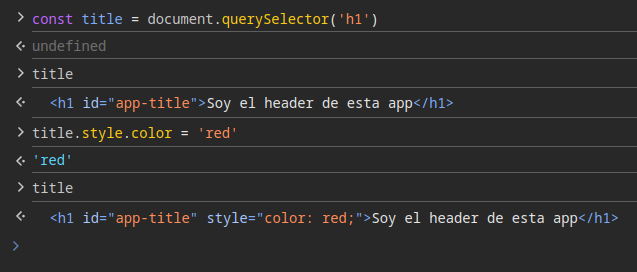 const title = document.querySelector('h1')
undefined
title
<h1 id="app-title">Soy el header de esta app</h1>
title.style.color = 'red'
'red'
title
<h1 id="app-title" style="color: red;">Soy el header de esta app</h1>